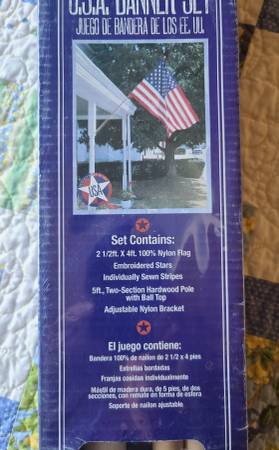 U.S.A. BANNER SET
JUEGO DE BANDERA DE LOS EE. UU.
USA
Set Contains:
2 1/2ft. X 4ft. 100% Nylon Flag
Embroidered Stars
Individually Sewn Stripes
5ft., Two-Section Hardwood Pole
with Ball Top
Adjustable Nylon Bracket
El juego contiene:
Bandera 100% de nailon de 2 1/2 x 4 pies
Estrellas bordadas
Franjas cosidas individualmente
Mástil de madera dura, de 5 pies, de dos
secciones, con remate en forma de esfera
Soporte de nailon ajustable